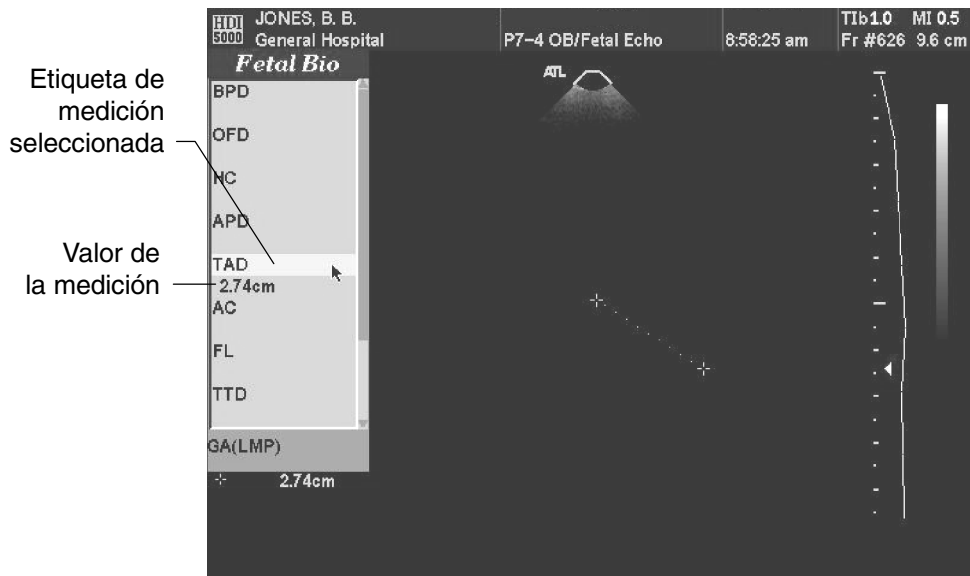 HDI
5000
JONES, B. B.
General Hospital
P7-4 OB/Fetal Echo
8:58:25 am
TIb1.0 MI 0.5
Fr #626 9.6 cm
Fetal Bio
ATL
Etiqueta de
medición
seleccionada
Valor de
la medición
BPD
OFD
HC
APD
TAD
2.74cm
AC
FL
TTD
GA(LMP)
2.74cm